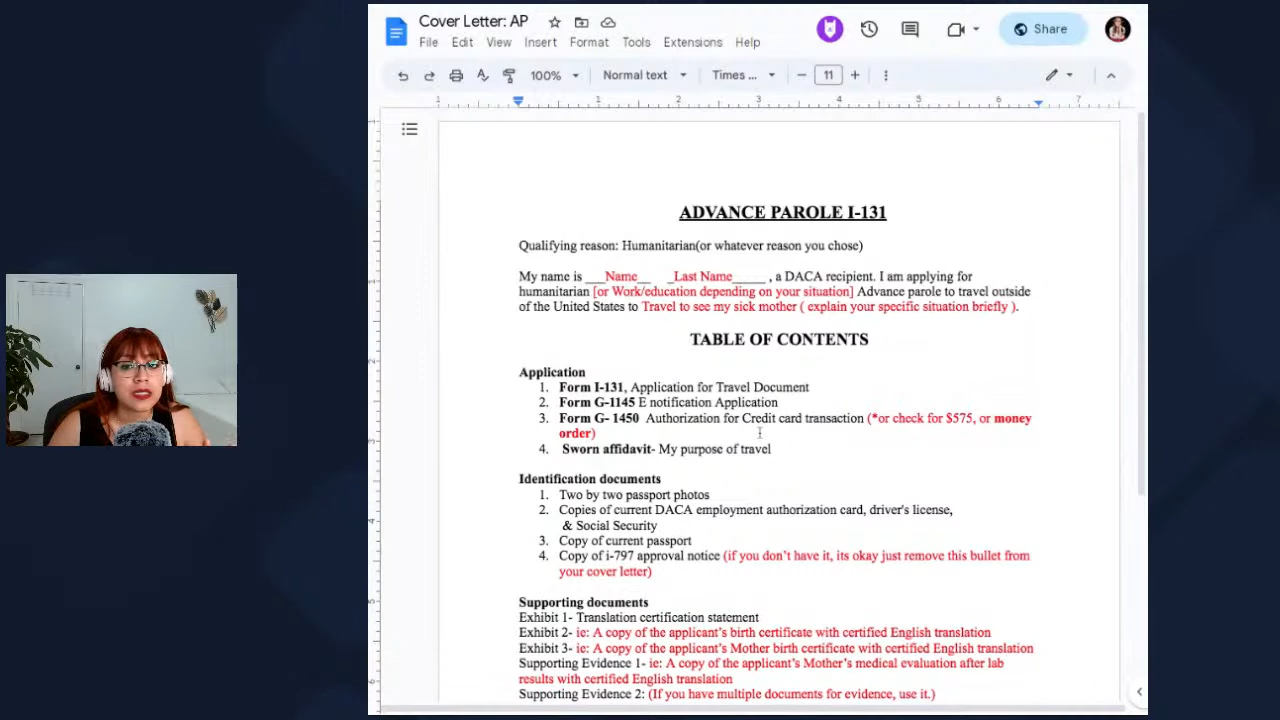 Cover Letter: AP
Share
File Edit View Insert Format Tools Extensions Help
100% Normal text Times ... 11
1 1 2 3 4 5 6 7
ADVANCE PAROLE I-131
Qualifying reason: Humanitarian(or whatever reason you chose)
My name is ___Name__ _Last Name_____ , a DACA recipient. I am applying for
humanitarian [or Work/education depending on your situation] Advance parole to travel outside
of the United States to Travel to see my sick mother ( explain your specific situation briefly ).
TABLE OF CONTENTS
Application
1. Form I-131, Application for Travel Document
2. Form G-1145 E notification Application
3. Form G- 1450 Authorization for Credit card transaction (*or check for $575, or money
order)
4. Sworn affidavit- My purpose of travel
Identification documents
1. Two by two passport photos
2. Copies of current DACA employment authorization card, driver's license,
& Social Security
3. Copy of current passport
4. Copy of i-797 approval notice (if you don't have it, its okay just remove this bullet from
your cover letter)
Supporting documents
Exhibit 1- Translation certification statement
Exhibit 2- ie: A copy of the applicant's birth certificate with certified English translation
Exhibit 3- ie: A copy of the applicant's Mother birth certificate with certified English translation
Supporting Evidence 1- ie: A copy of the applicant's Mother's medical evaluation after lab
results with certified English translation
Supporting Evidence 2: (If you have multiple documents for evidence, use it.)